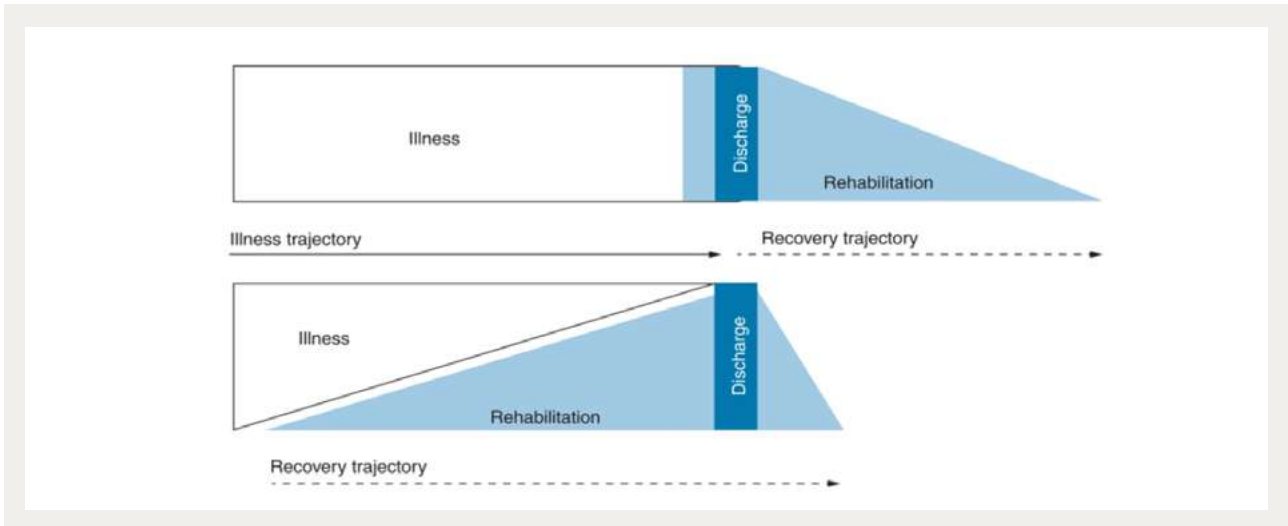 Illness
Discharge
Rehabilitation
Illness trajectory
Recovery trajectory
Illness
Discharge
Rehabilitation
Recovery trajectory